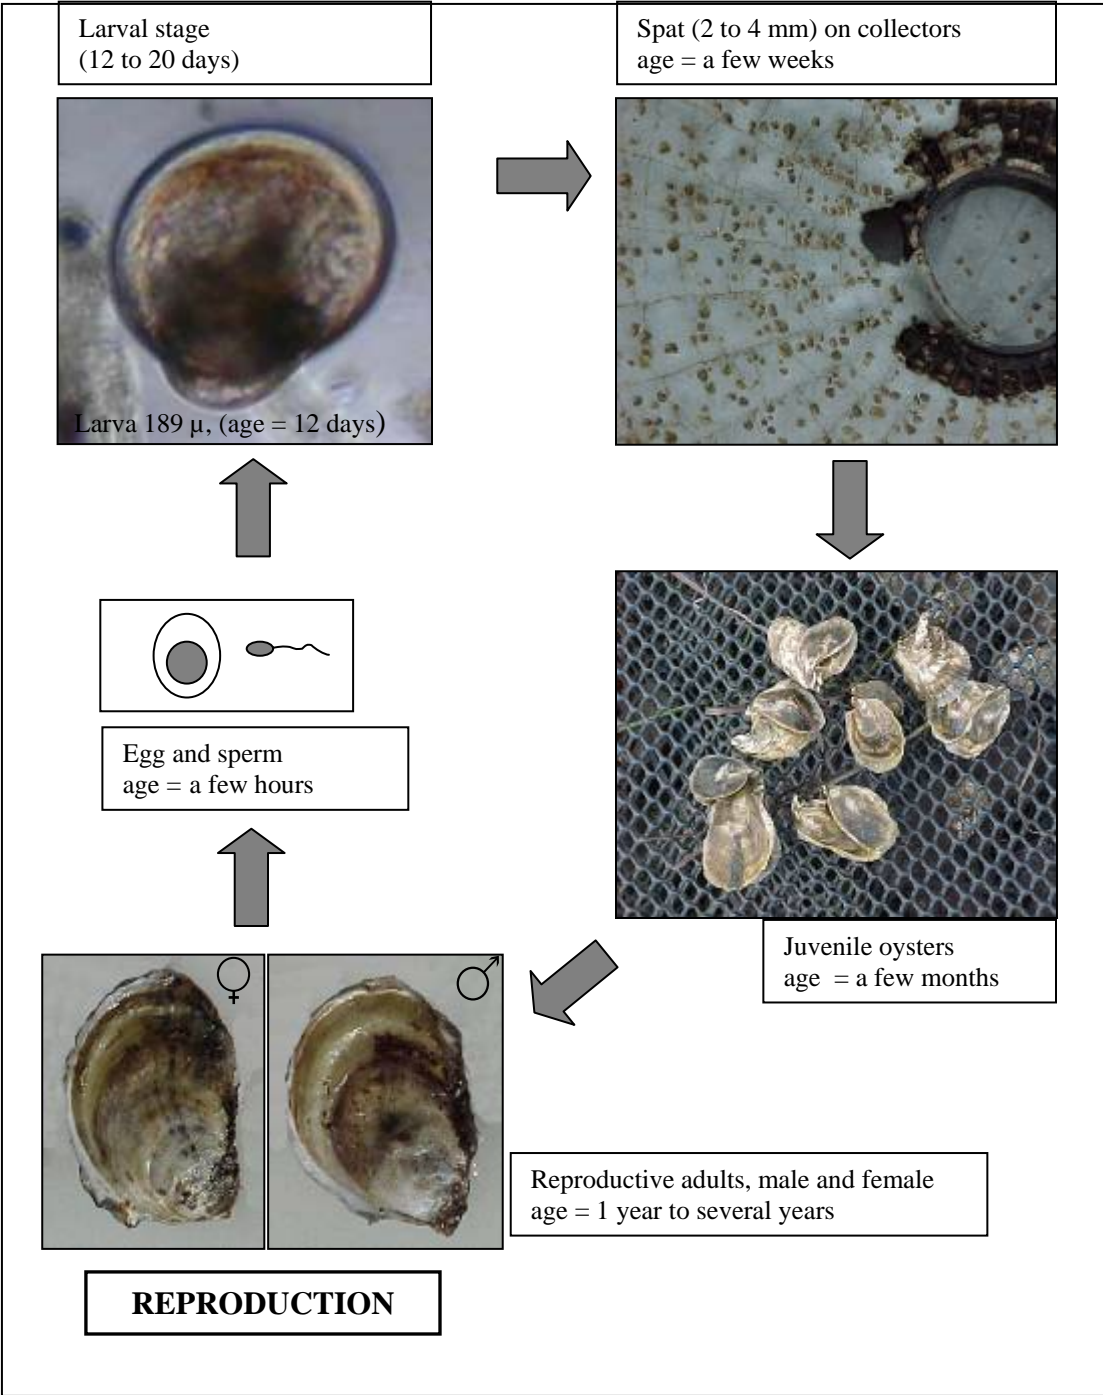 Larval stage
(12 to 20 days)
Spat (2 to 4 mm) on collectors
age = a few weeks
Larva 189 µ, (age = 12 days)
Egg and sperm
age = a few hours
Juvenile oysters
age  = a few months
♀
♂
Reproductive adults, male and female
age = 1 year to several years
REPRODUCTION